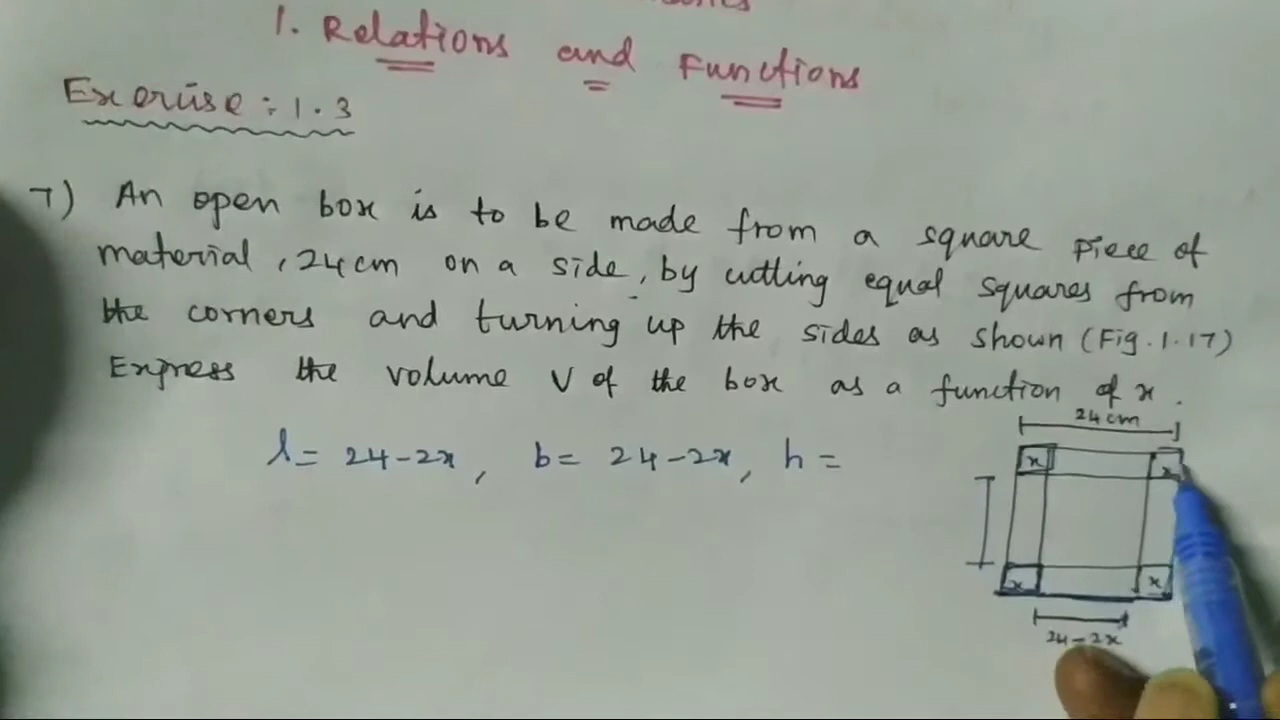 1. Relations and Functions
Exercise : 1.3
7) An open box is to be made from a square piece of
material, 24cm on a side, by cutting equal squares from
the corners and turning up the sides as shown (Fig. 1.17)
Express the volume V of the box as a function of x.
24cm
l = 24-2x, b = 24-2x, h =
x x
x x
24-2x